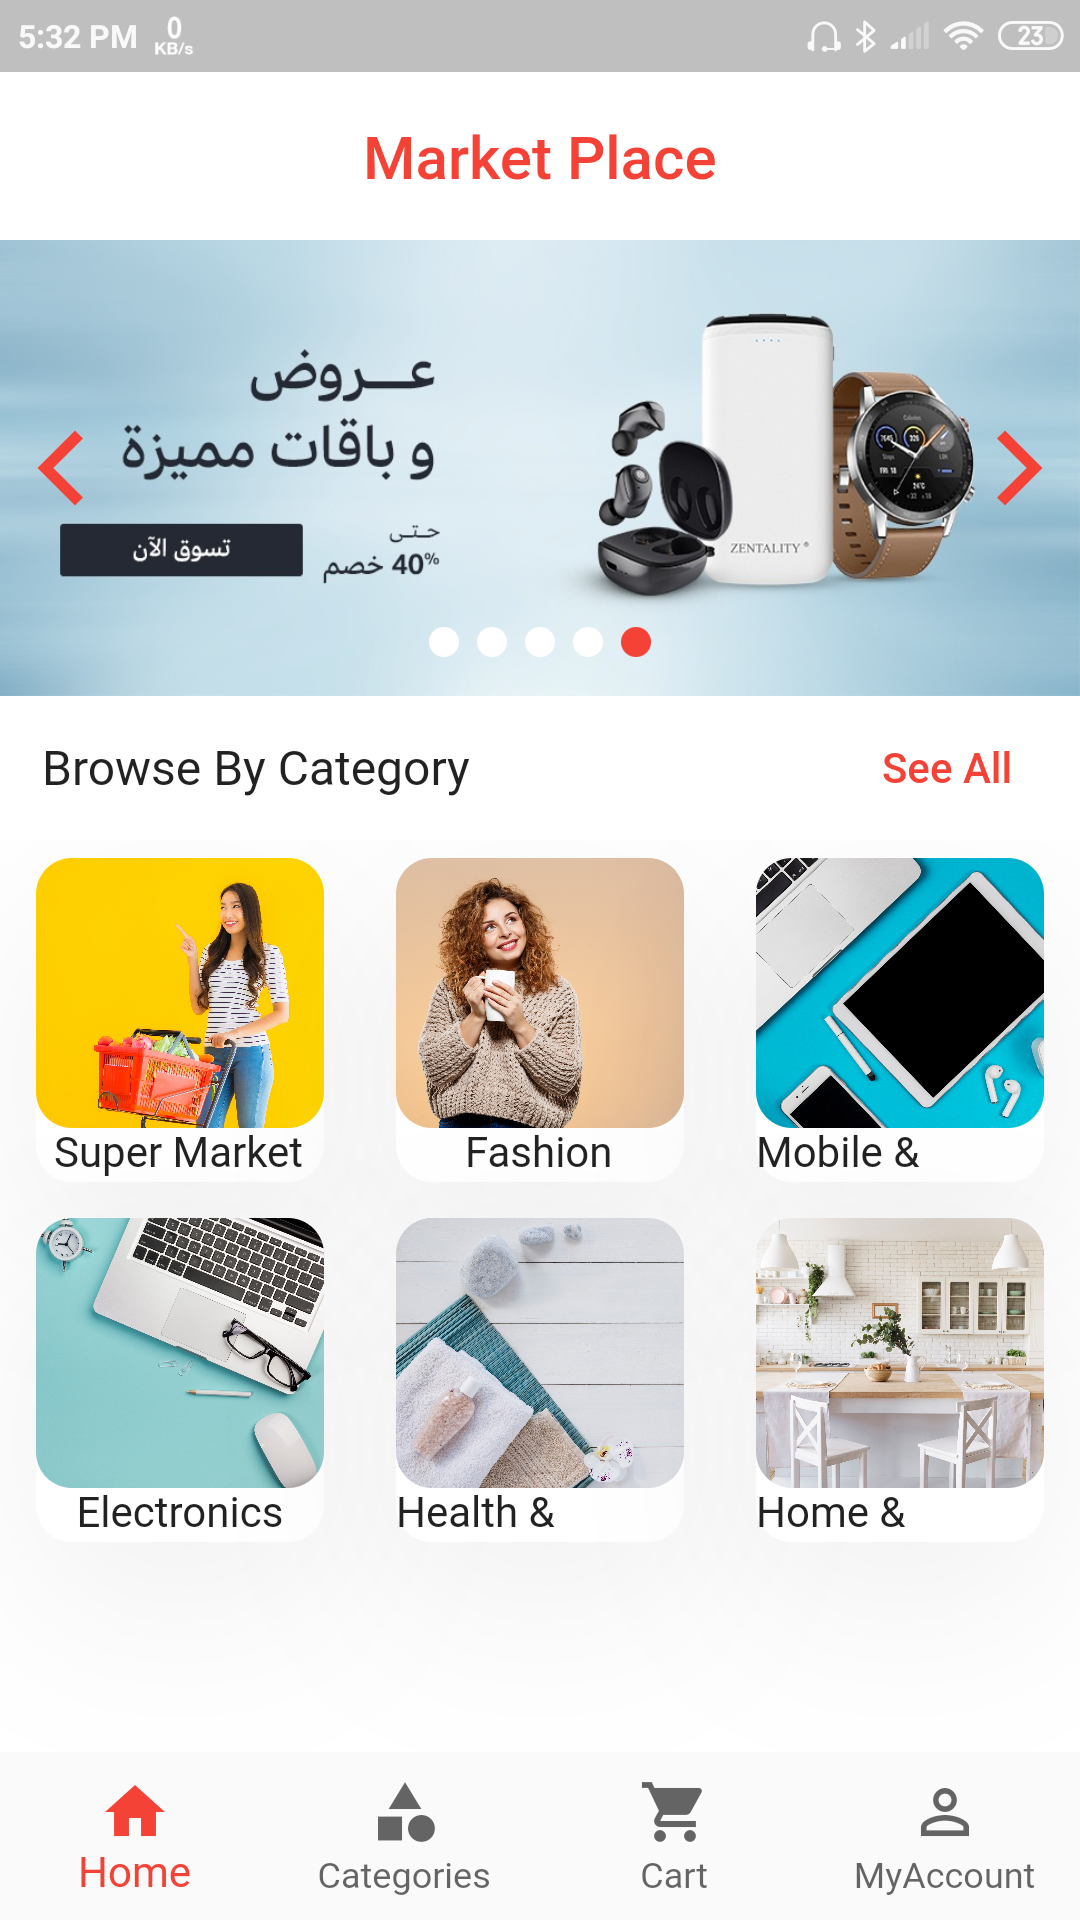 5:32 PM 0 KB/s 23
Market Place
عـــروض
و باقات مميزة
حـتـى
40% خصم
تسوق الآن
ZENTALITY®
Browse By Category
See All
Super Market
Fashion
Mobile &
Electronics
Health &
Home &
Home
Categories
Cart
MyAccount